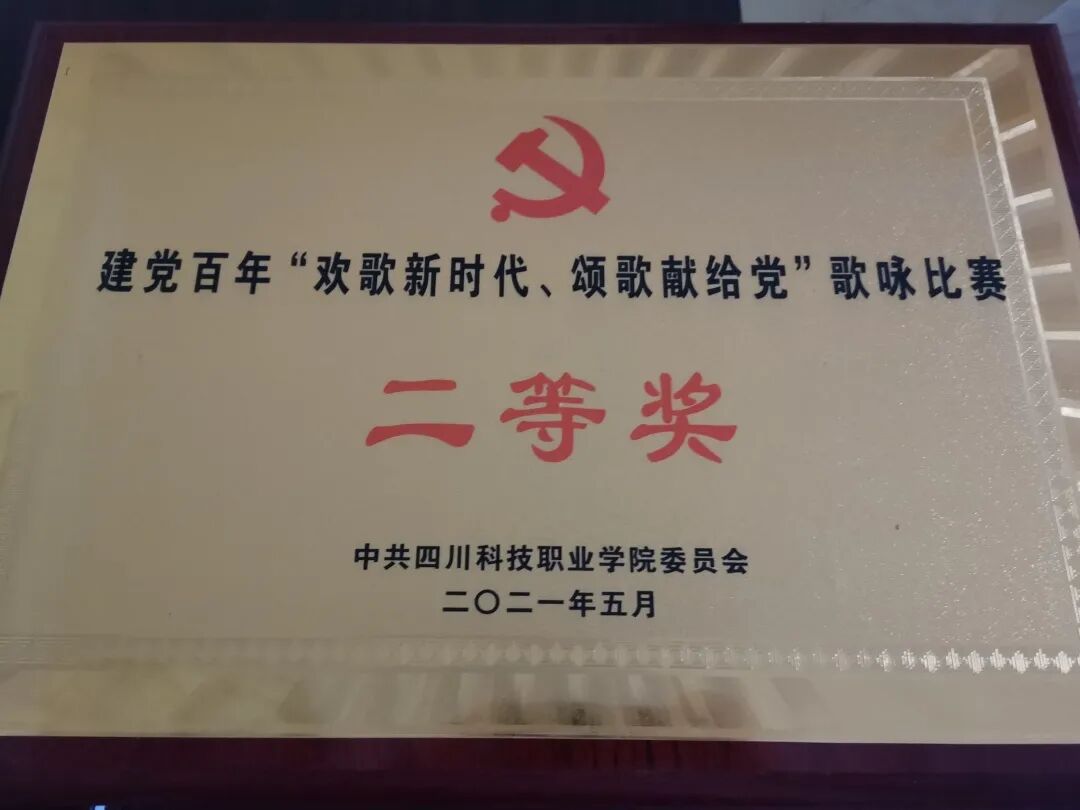 建党百年“欢歌新时代、颂歌献给党”歌咏比赛
二等奖
中共四川科技职业学院委员会
二〇二一年五月